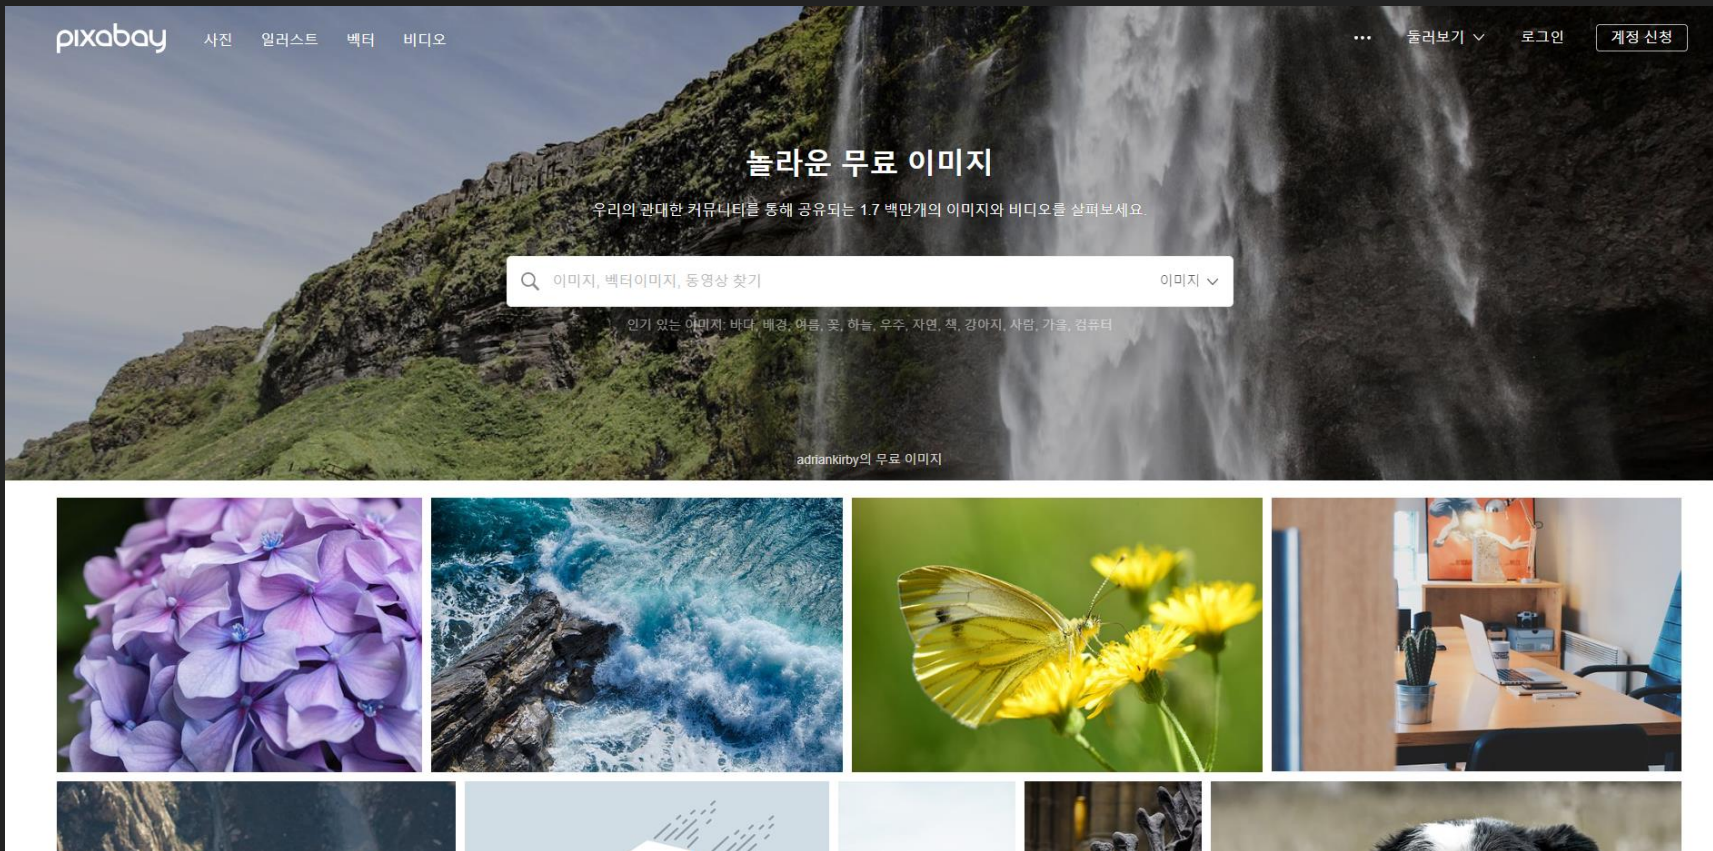 pixabay
사진 일러스트 벡터 비디오
••• 둘러보기 로그인 계정 신청
놀라운 무료 이미지
우리의 관대한 커뮤니티를 통해 공유되는 1.7 백만개의 이미지와 비디오를 살펴보세요.
이미지, 벡터이미지, 동영상 찾기 이미지
인기 있는 이미지: 바다, 배경, 여름, 꽃, 하늘, 우주, 자연, 책, 강아지, 사람, 가을, 컴퓨터
adriankirby의 무료 이미지